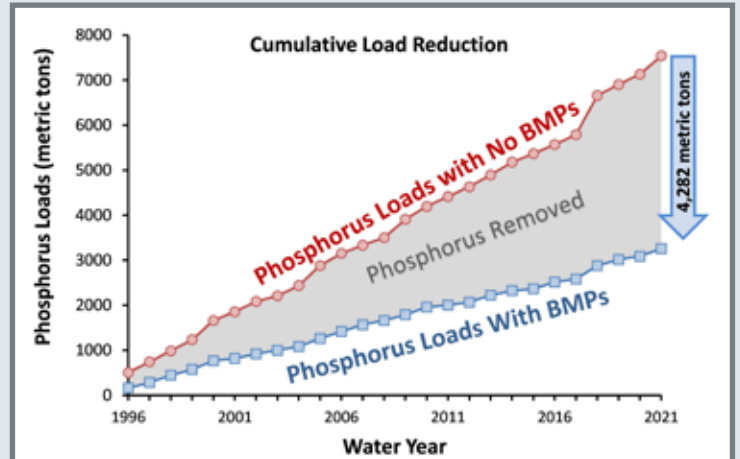 Cumulative Load Reduction
Phosphorus Loads (metric tons)
8000
7000
6000
5000
4000
3000
2000
1000
0
Phosphorus Loads with No BMPs
Phosphorus Removed
Phosphorus Loads With BMPs
4,282 metric tons
1996 2001 2006 2011 2016 2021
Water Year